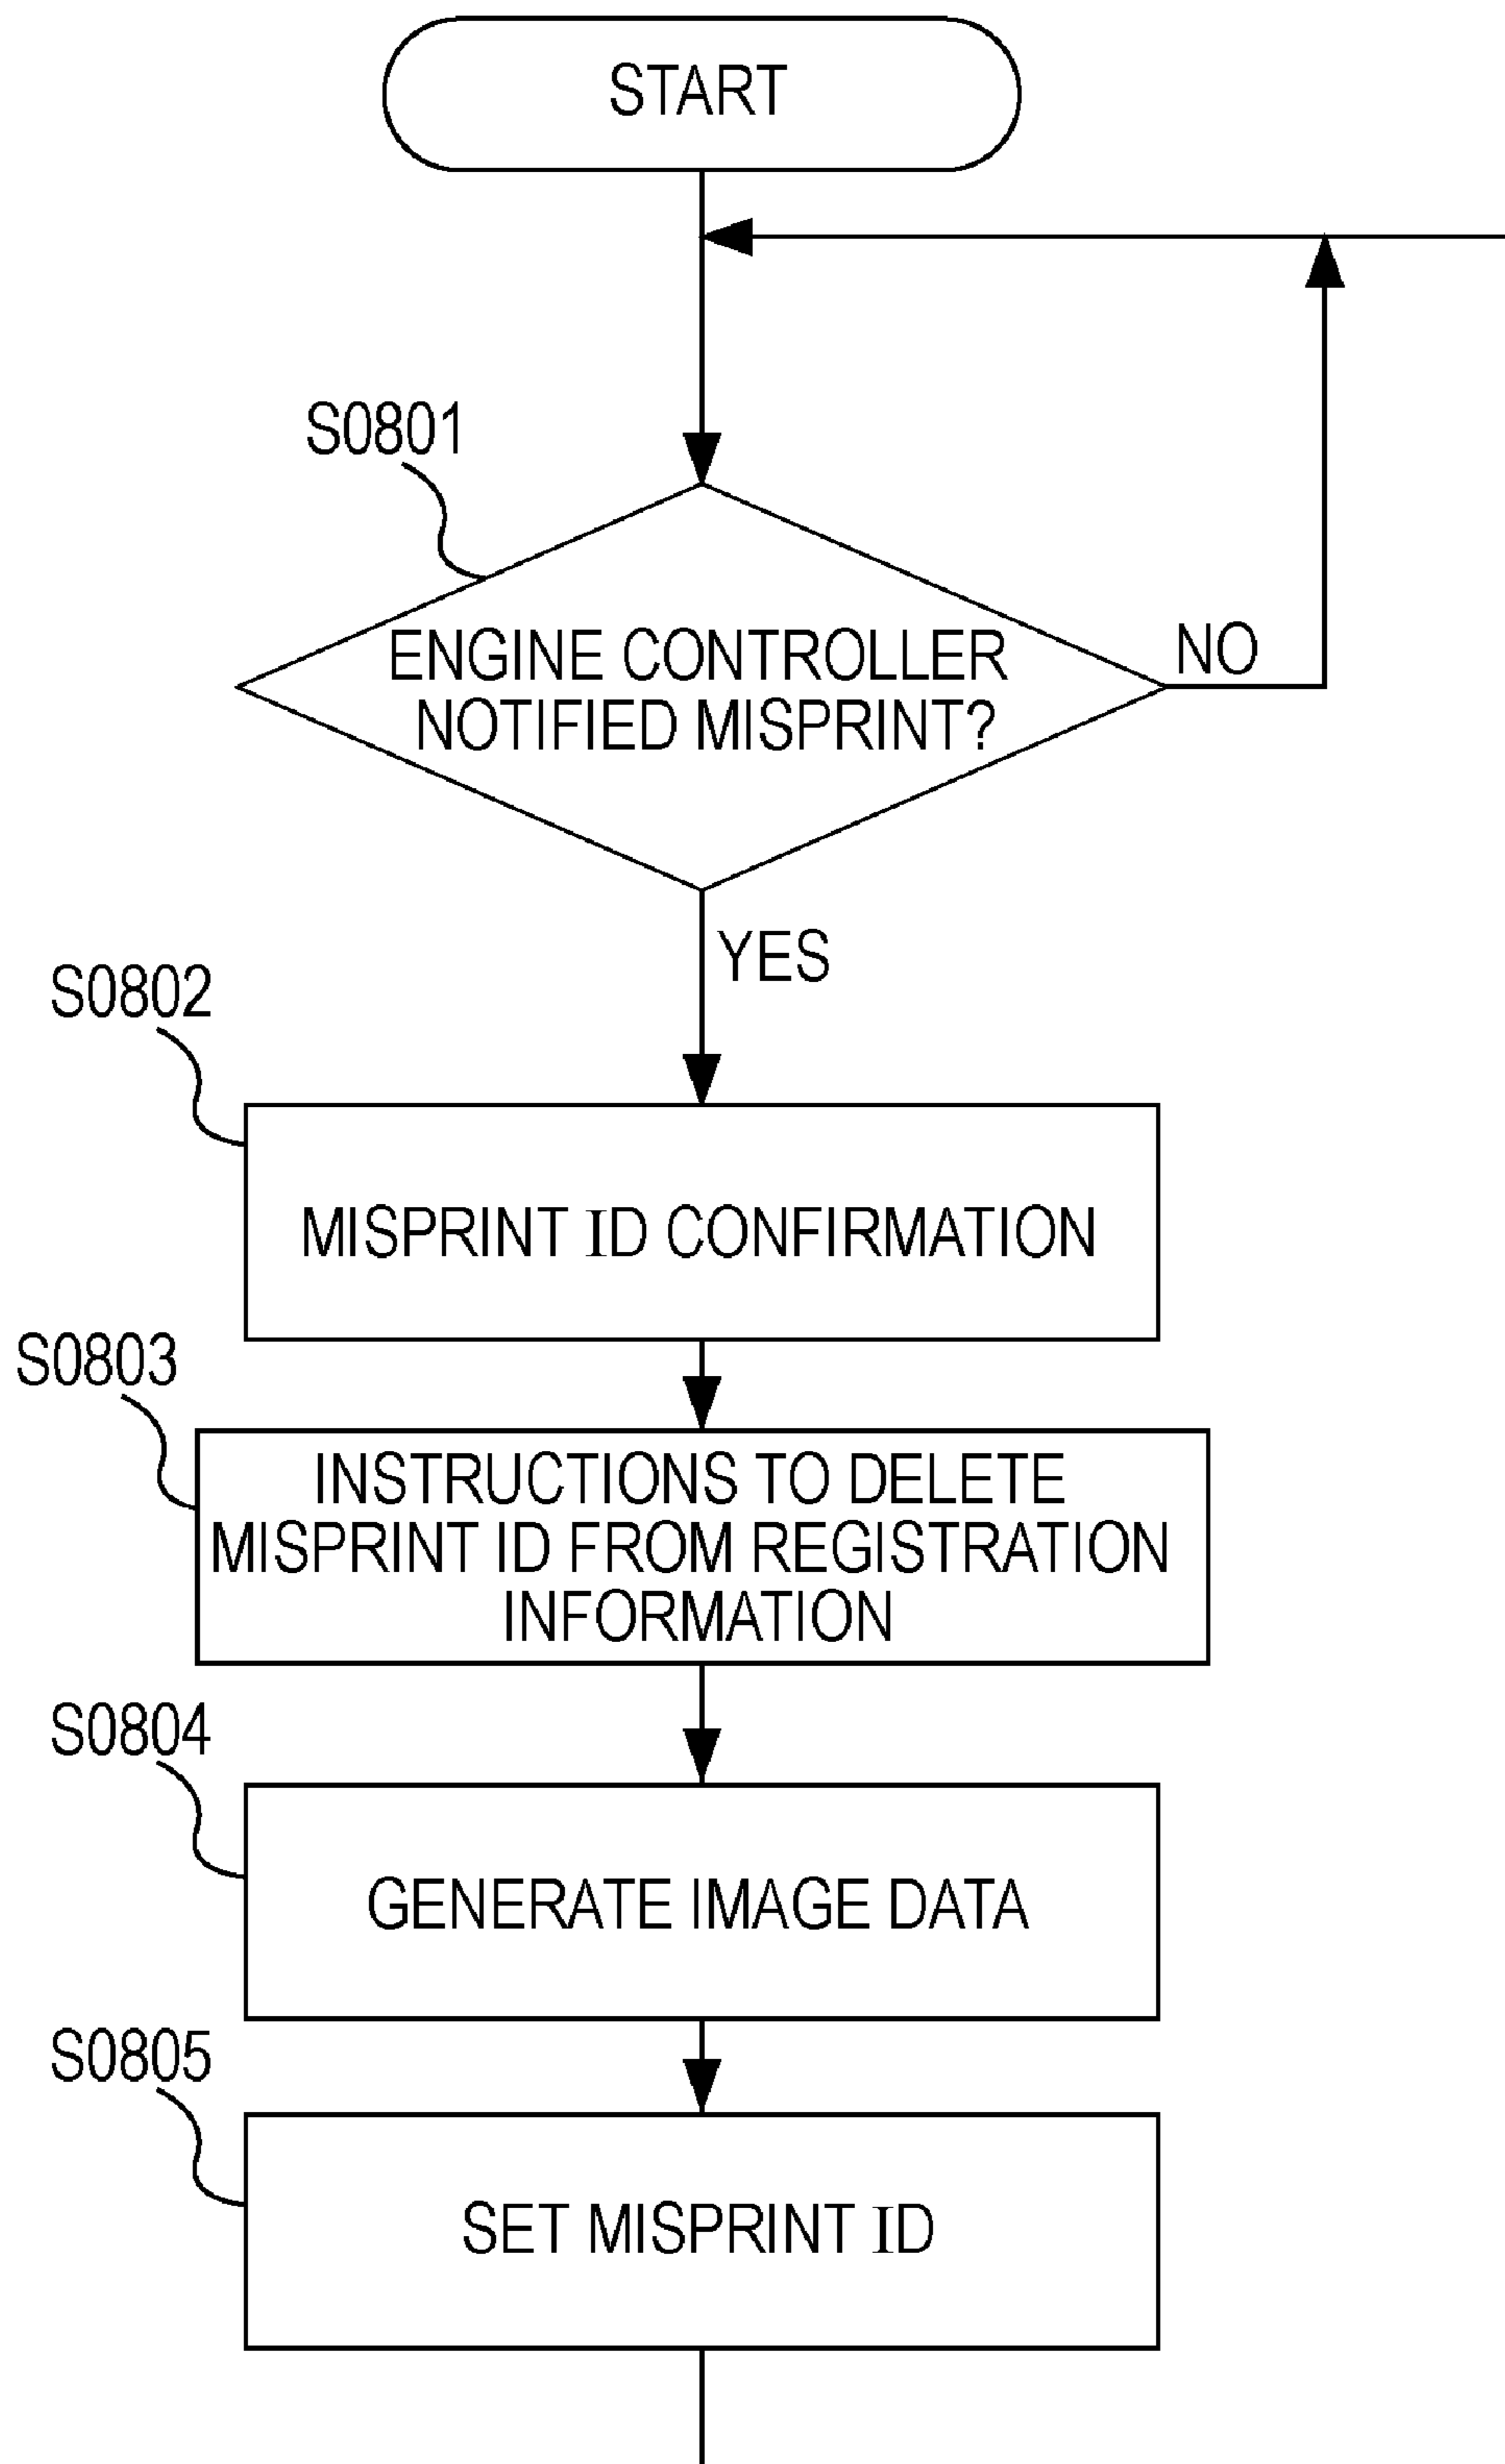 START
S0801
ENGINE CONTROLLER
NOTIFIED MISPRINT?
NO
YES
S0802
MISPRINT ID CONFIRMATION
S0803
INSTRUCTIONS TO DELETE
MISPRINT ID FROM REGISTRATION
INFORMATION
S0804
GENERATE IMAGE DATA
S0805
SET MISPRINT ID